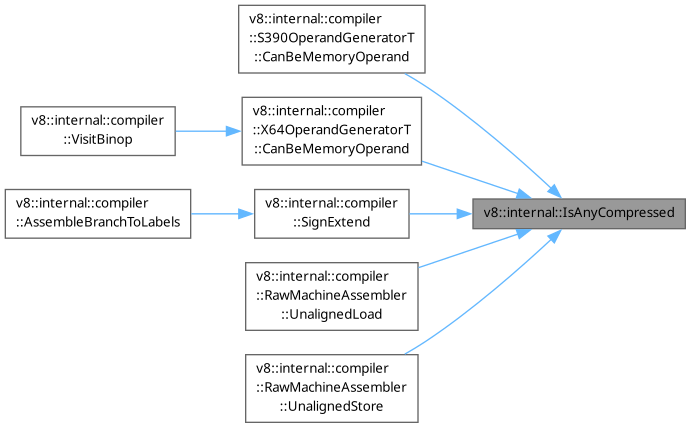 v8::internal::compiler
::S390OperandGeneratorT
::CanBeMemoryOperand
v8::internal::compiler
::VisitBinop
v8::internal::compiler
::X64OperandGeneratorT
::CanBeMemoryOperand
v8::internal::compiler
::AssembleBranchToLabels
v8::internal::compiler
::SignExtend
v8::internal::IsAnyCompressed
v8::internal::compiler
::RawMachineAssembler
::UnalignedLoad
v8::internal::compiler
::RawMachineAssembler
::UnalignedStore